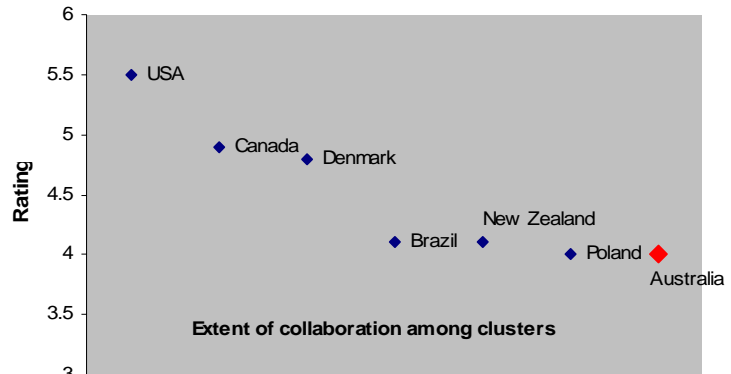 6
5.5
USA
5
Canada
Denmark
4.5
Rating
New Zealand
Brazil
4
Poland
Australia
3.5
Extent of collaboration among clusters
3